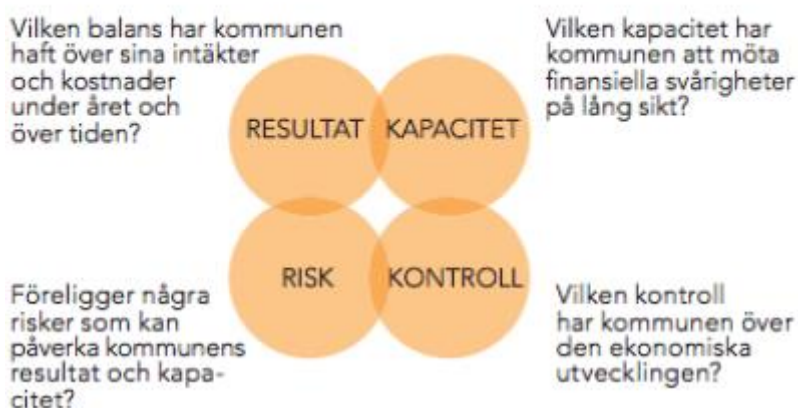 Vilken balans har kommunen
haft över sina intäkter
och kostnader
under året och
över tiden?
Vilken kapacitet har
kommunen att möta
finansiella svårigheter
på lång sikt?
RESULTAT
KAPACITET
RISK
KONTROLL
Föreligger några
risker som kan
påverka kommunens
resultat och kapa-
citet?
Vilken kontroll
har kommunen över
den ekonomiska
utvecklingen?